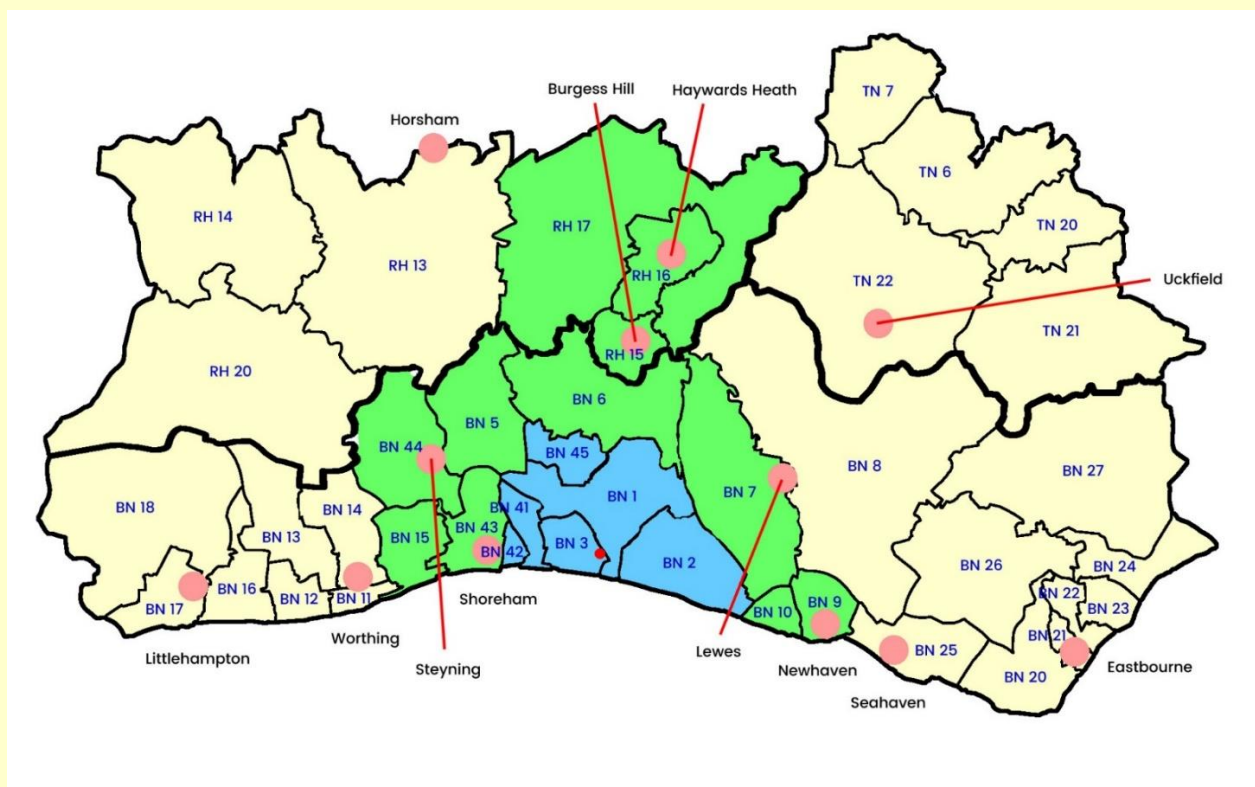 Burgess Hill
Haywards Heath
TN 7
Horsham
TN 6
RH 14
RH 17
TN 20
RH 13
RH 16
TN 22
Uckfield
TN 21
RH 15
RH 20
BN 6
BN 5
BN 44
BN 45
BN 8
BN 27
BN 7
BN 1
BN 18
BN 14
BN 41
BN 43
BN 13
BN 15
BN 3
BN 42
BN 2
BN 26
BN 24
BN 16
BN 22
BN 12
BN 11
BN 9
BN 10
BN 23
BN 17
Shoreham
BN 21
Worthing
Lewes
BN 25
Littlehampton
Steyning
Newhaven
Eastbourne
BN 20
Seahaven